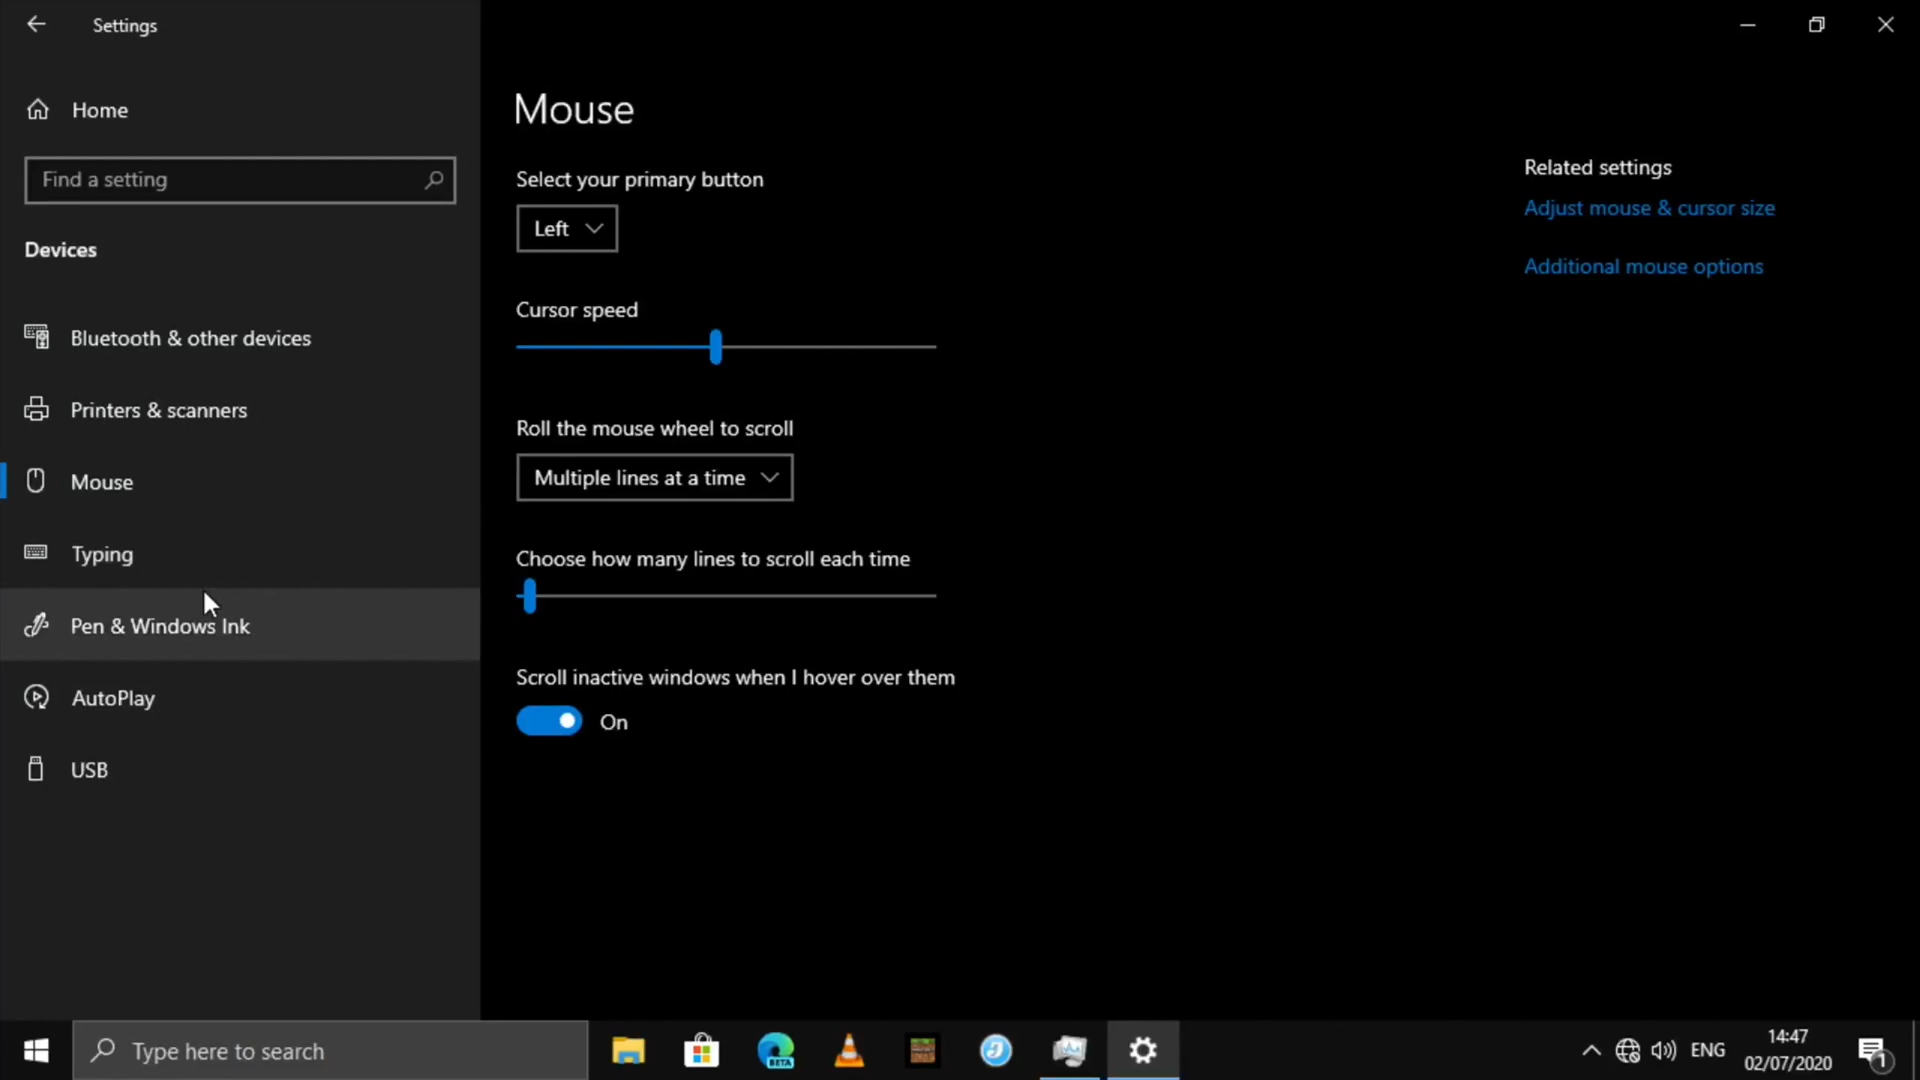 Settings
Home
Find a setting
Devices
Bluetooth & other devices
Printers & scanners
Mouse
Typing
Pen & Windows Ink
AutoPlay
USB
Mouse
Select your primary button
Left
Cursor speed
Roll the mouse wheel to scroll
Multiple lines at a time
Choose how many lines to scroll each time
Scroll inactive windows when I hover over them
On
Related settings
Adjust mouse & cursor size
Additional mouse options
Type here to search
BETA
ENG
14:47
02/07/2020
1